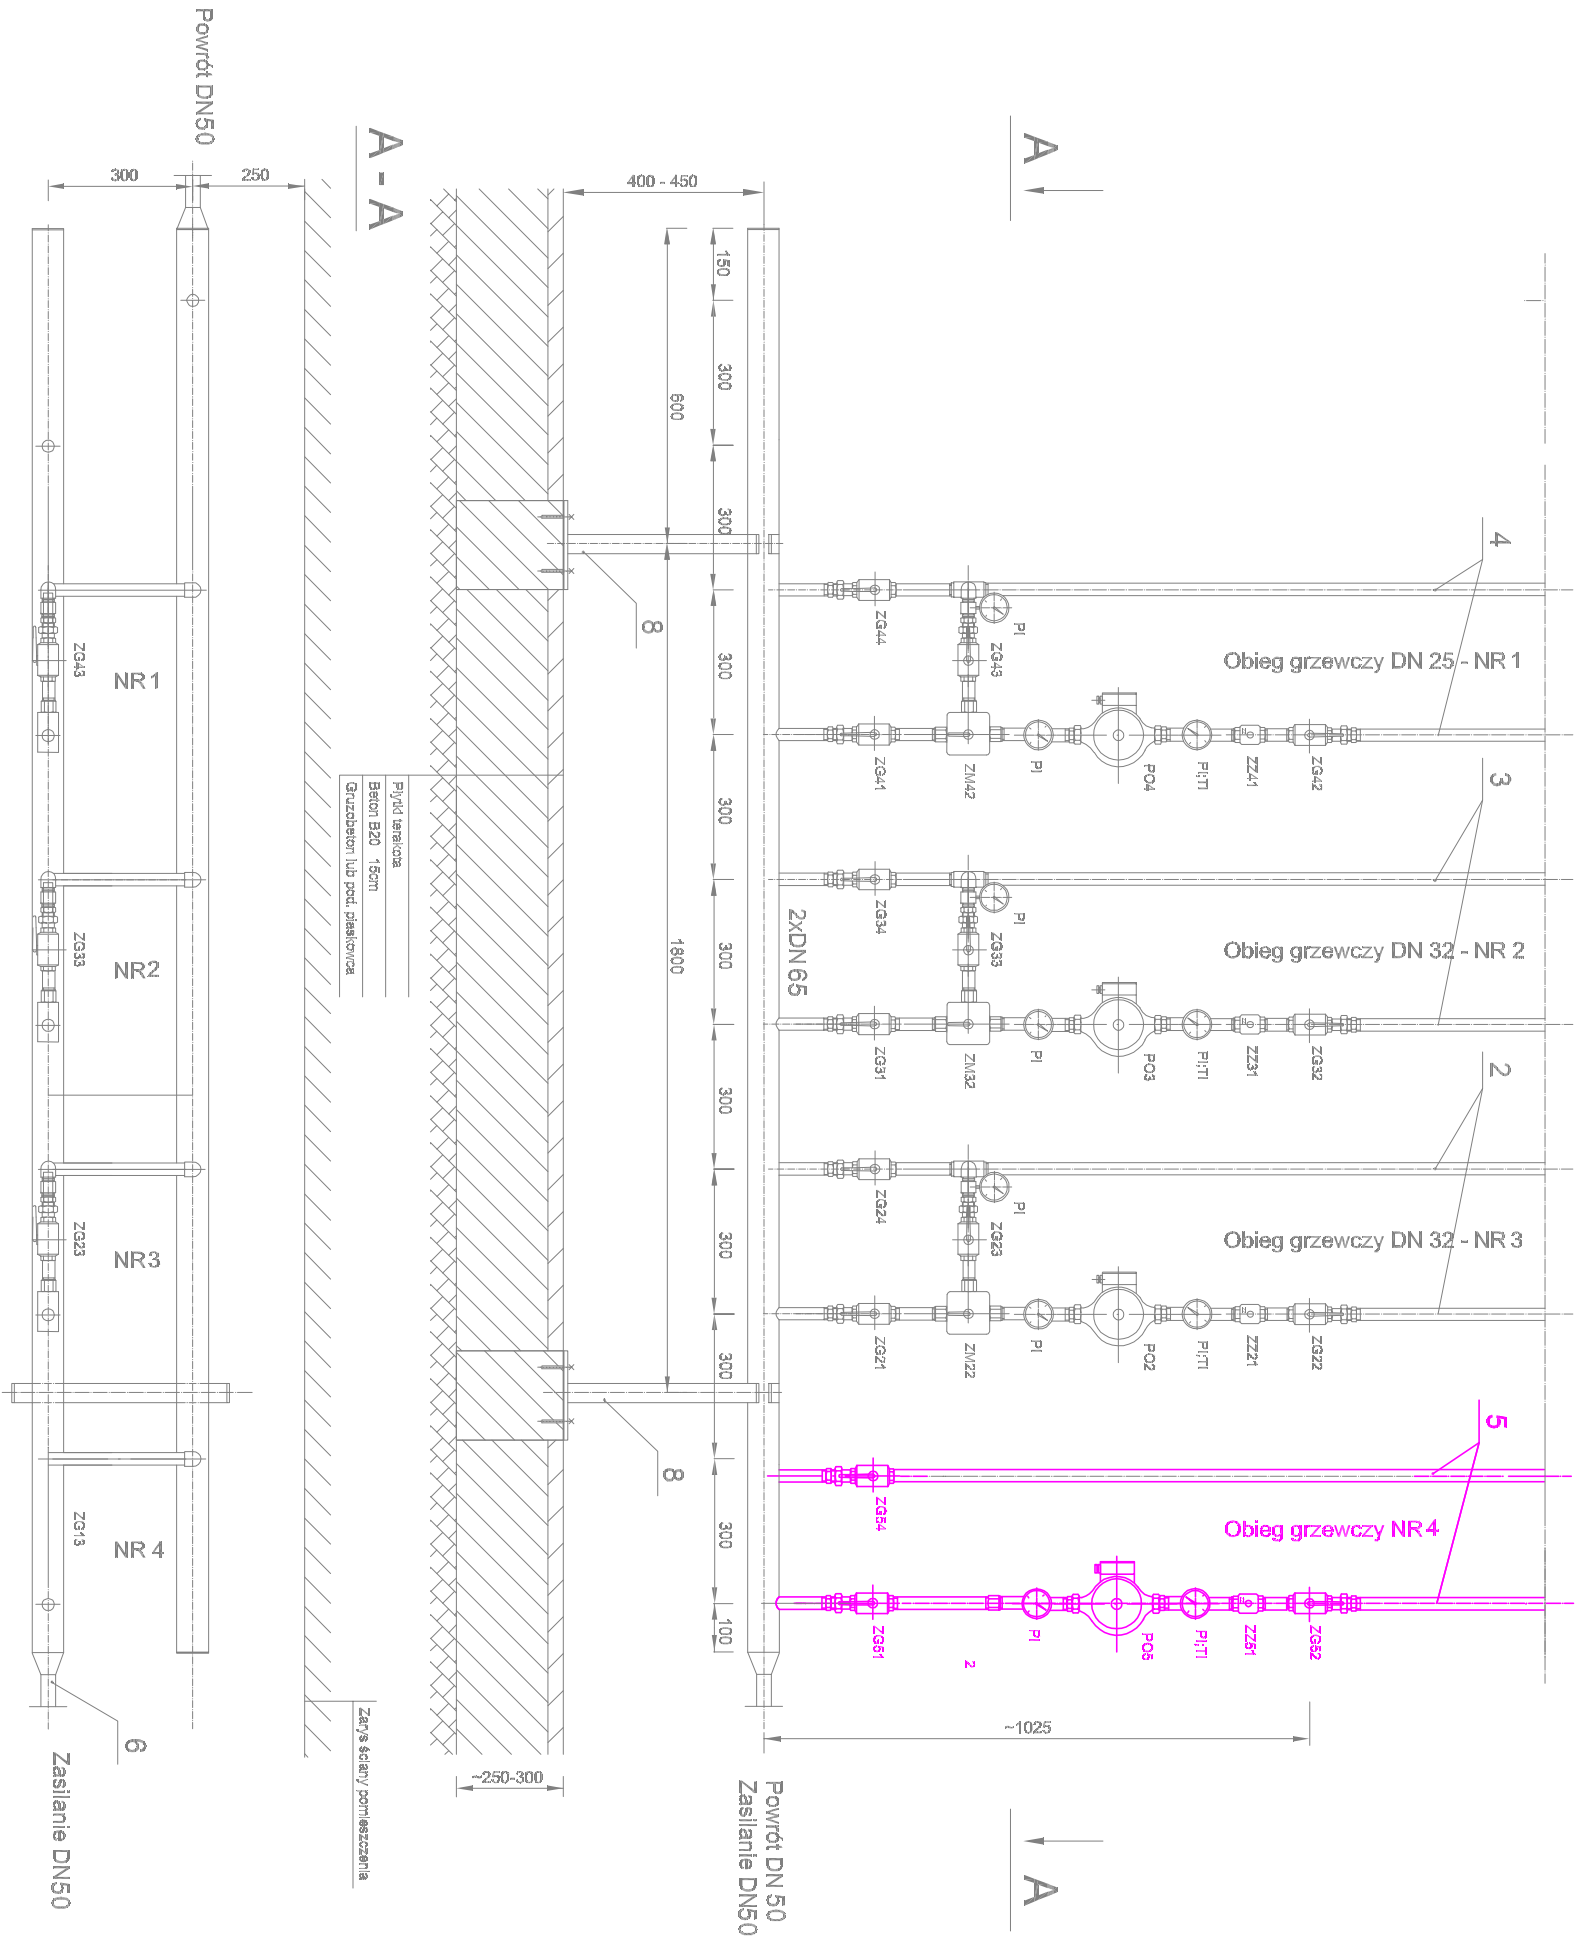 A
A
4
3
2
5
Obieg grzewczy DN 25 - NR 1
Obieg grzewczy DN 32 - NR 2
Obieg grzewczy DN 32 - NR 3
Obieg grzewczy NR 4
ZG42
ZZ41
PI;TI
PO4
PI
ZM42
ZG41
PI
ZG43
ZG44
ZG32
ZZ31
PI;TI
PO3
PI
ZM32
ZG31
PI
ZG33
ZG34
ZG22
ZZ21
PI;TI
PO2
PI
ZM22
ZG21
PI
ZG23
ZG24
ZG52
ZZ51
PI;TI
PO5
PI
2
ZG51
ZG54
~1025
2xDN 65
Powrót DN 50
Zasilanie DN50
150
300
300
300
300
300
300
300
300
300
100
600
1800
400 - 450
8
8
~250-300
Płytki terakota
Beton B20 15cm
Gruzobeton lub pod. piaskowca
A - A
Zarys ściany pomieszczenia
250
300
Powrót DN50
NR 1
NR2
NR3
NR 4
ZG43
ZG33
ZG23
ZG13
6
Zasilanie DN50